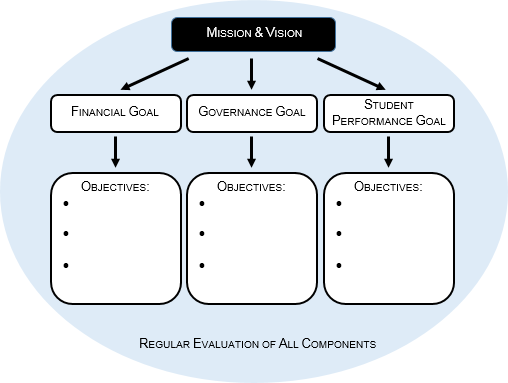 Mission & Vision
Financial Goal
Governance Goal
Student
Performance Goal
Objectives:
•
•
•
Objectives:
•
•
•
Objectives:
•
•
•
Regular Evaluation of All Components